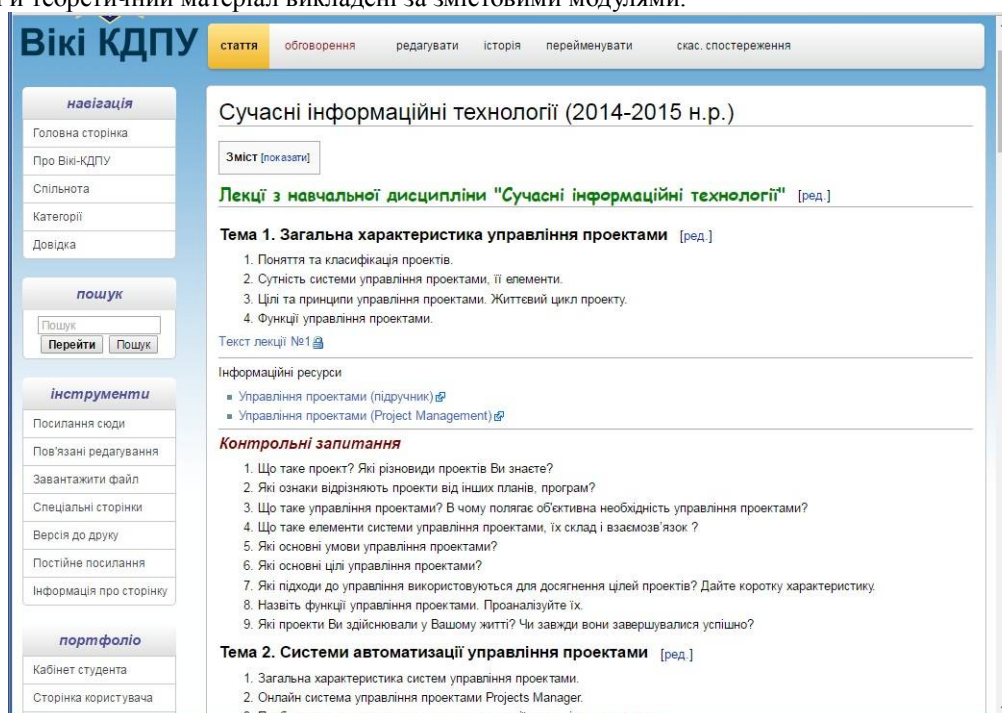 й теоретичний матеріал викладені за змістовими модулями.
Вікі КДПУ
стаття обговорення редагувати історія перейменувати скас. спостереження
навігація
Головна сторінка
Про Вікі-КДПУ
Спільнота
Категорії
Довідка
пошук
Пошук
Перейти Пошук
інструменти
Посилання сюди
Пов'язані редагування
Завантажити файл
Спеціальні сторінки
Версія до друку
Постійне посилання
Інформація про сторінку
портфоліо
Кабінет студента
Сторінка користувача
Сучасні інформаційні технології (2014-2015 н.р.)
Зміст [показати]
Лекції з навчальної дисципліни "Сучасні інформаційні технології" [ред.]
Тема 1. Загальна характеристика управління проектами [ред.]
1. Поняття та класифікація проектів.
2. Сутність системи управління проектами, її елементи.
3. Цілі та принципи управління проектами. Життєвий цикл проекту.
4. Функції управління проектами.
Текст лекції №1
Інформаційні ресурси
Управління проектами (підручник)
Управління проектами (Project Management)
Контрольні запитання
1. Що таке проект? Які різновиди проектів Ви знаєте?
2. Які ознаки відрізняють проекти від інших планів, програм?
3. Що таке управління проектами? В чому полягає об'єктивна необхідність управління проектами?
4. Що таке елементи системи управління проектами, їх склад і взаємозв'язок ?
5. Які основні умови управління проектами?
6. Які основні цілі управління проектами?
7. Які підходи до управління використовуються для досягнення цілей проектів? Дайте коротку характеристику.
8. Назвіть функції управління проектами. Проаналізуйте їх.
9. Які проекти Ви здійснювали у Вашому житті? Чи завжди вони завершувалися успішно?
Тема 2. Системи автоматизації управління проектами [ред.]
1. Загальна характеристика систем управління проектами.
2. Онлайн система управління проектами Projects Manager.